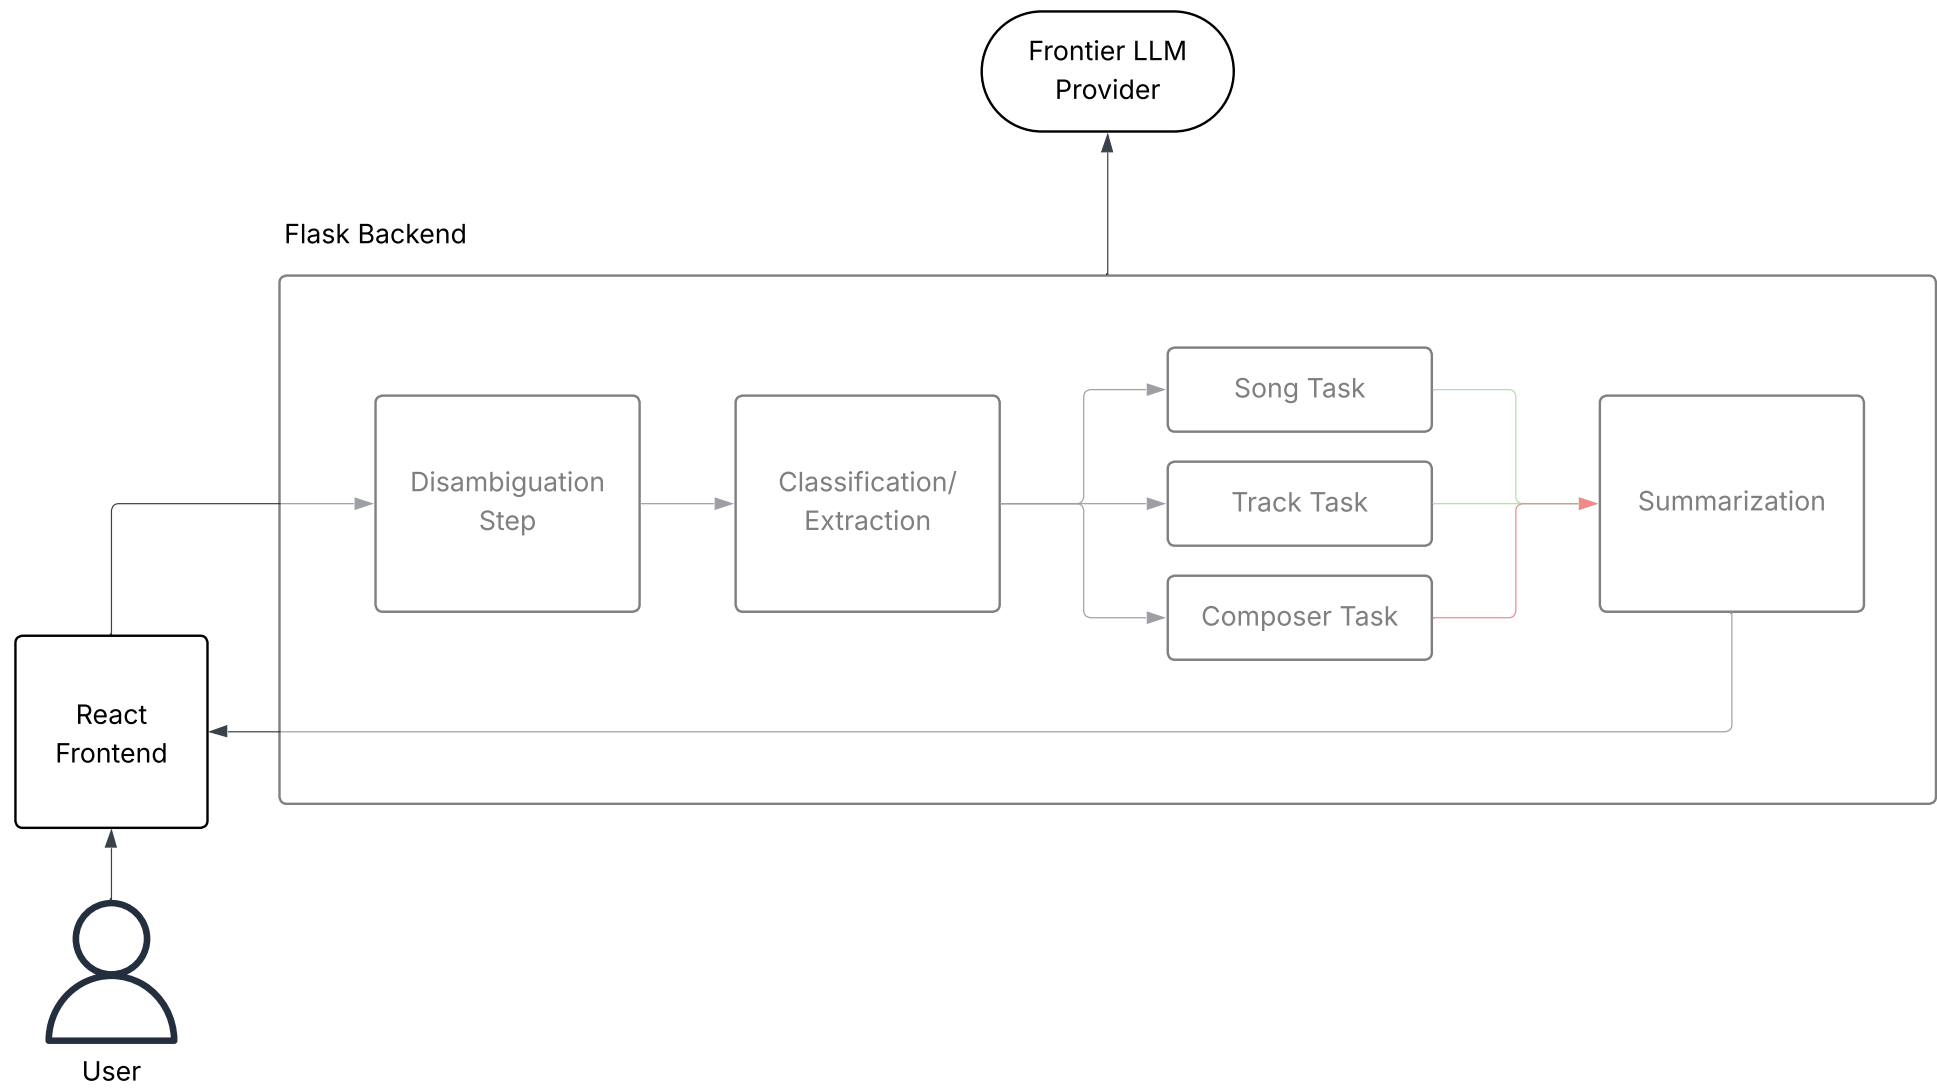 Frontier LLM
Provider
Flask Backend
Disambiguation
Step
Classification/
Extraction
Song Task
Track Task
Composer Task
Summarization
React
Frontend
User